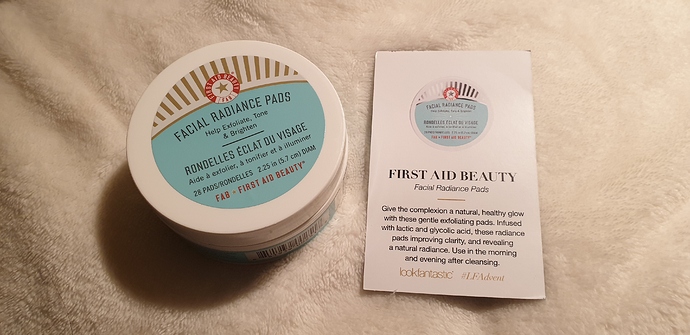 FIRST AID BEAUTY
FACIAL RADIANCE PADS
Help Exfoliate, Tone
& Brighten
RONDELLES ÉCLAT DU VISAGE
Aide à exfolier, à tonifier et à illuminer
28 PADS/RONDELLES 2.25 in (5.7 cm) DIAM
FAB • FIRST AID BEAUTY®
FACIAL RADIANCE PADS
RONDELLES ÉCLAT DU VISAGE
FIRST AID BEAUTY
Facial Radiance Pads
Give the complexion a natural, healthy glow
with these gentle exfoliating pads. Infused
with lactic and glycolic acid, these radiance
pads improving clarity, and revealing
a natural radiance. Use in the morning
and evening after cleansing.
lookfantastic® #LFAdvent